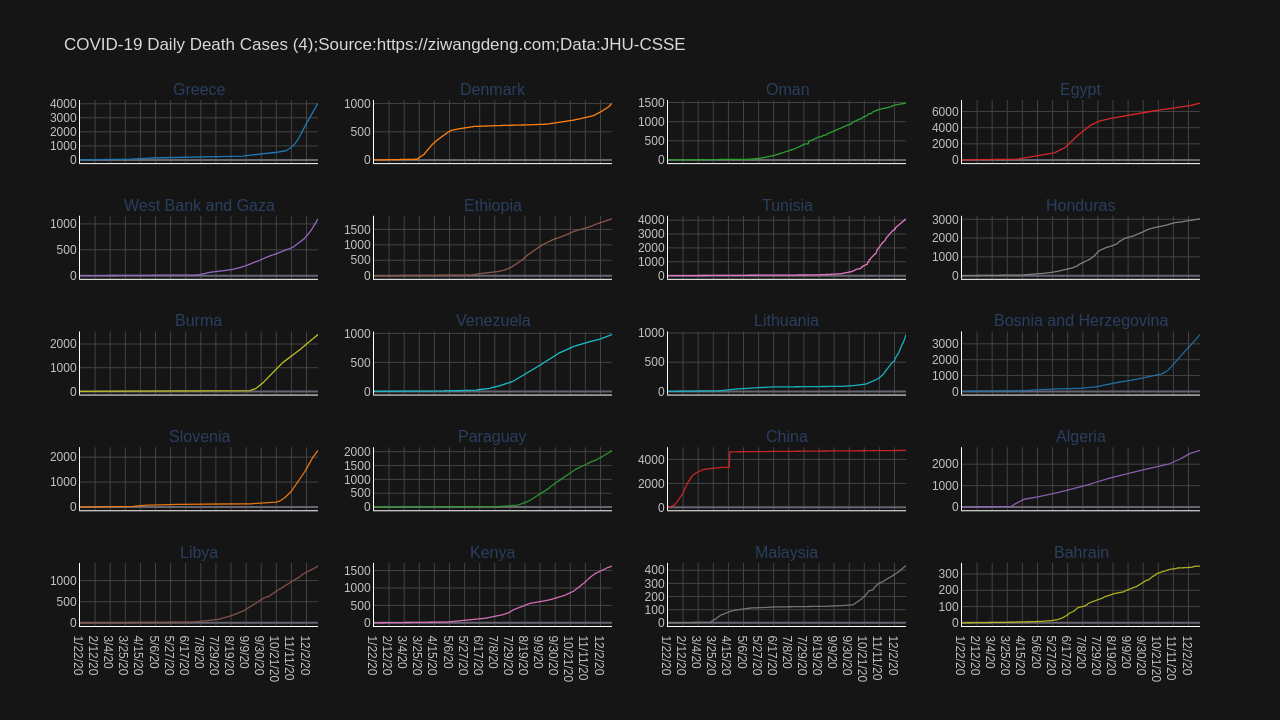 COVID-19 Daily Death Cases (4);Source:https://ziwangdeng.com;Data:JHU-CSSE
Greece Denmark Oman Egypt
4000 3000 2000 1000 0 1000 500 0 1500 1000 500 0 6000 4000 2000 0
West Bank and Gaza Ethiopia Tunisia Honduras
1000 500 0 1500 1000 500 0 4000 3000 2000 1000 0 3000 2000 1000 0
Burma Venezuela Lithuania Bosnia and Herzegovina
2000 1000 0 1000 500 0 1000 500 0 3000 2000 1000 0
Slovenia Paraguay China Algeria
2000 1000 0 2000 1500 1000 500 0 4000 2000 0 2000 1000 0
Libya Kenya Malaysia Bahrain
1000 500 0 1500 1000 500 0 400 300 200 100 0 300 200 100 0
1/22/20 2/12/20 3/4/20 3/25/20 4/15/20 5/6/20 5/27/20 6/17/20 7/8/20 7/29/20 8/19/20 9/9/20 9/30/20 10/21/20 11/11/20 12/2/20
1/22/20 2/12/20 3/4/20 3/25/20 4/15/20 5/6/20 5/27/20 6/17/20 7/8/20 7/29/20 8/19/20 9/9/20 9/30/20 10/21/20 11/11/20 12/2/20
1/22/20 2/12/20 3/4/20 3/25/20 4/15/20 5/6/20 5/27/20 6/17/20 7/8/20 7/29/20 8/19/20 9/9/20 9/30/20 10/21/20 11/11/20 12/2/20
1/22/20 2/12/20 3/4/20 3/25/20 4/15/20 5/6/20 5/27/20 6/17/20 7/8/20 7/29/20 8/19/20 9/9/20 9/30/20 10/21/20 11/11/20 12/2/20